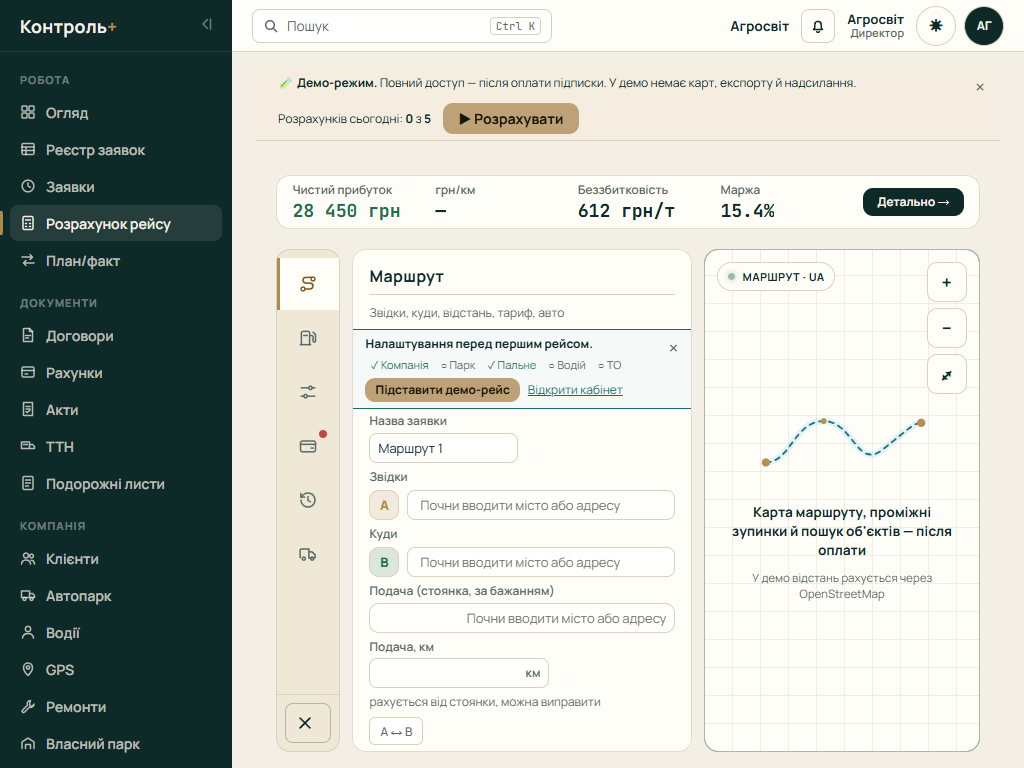 Контроль+
РОБОТА
Огляд
Реєстр заявок
Заявки
Розрахунок рейсу
План/факт
ДОКУМЕНТИ
Договори
Рахунки
Акти
ТТН
Подорожні листи
КОМПАНІЯ
Клієнти
Автопарк
Водії
GPS
Ремонти
Власний парк
Пошук
Ctrl K
Агросвіт
Агросвіт
Директор
АГ
Демо-режим. Повний доступ — після оплати підписки. У демо немає карт, експорту й надсилання.
Розрахунків сьогодні: 0 з 5
▶ Розрахувати
Чистий прибуток
28 450 грн
грн/км
—
Беззбитковість
612 грн/т
Маржа
15.4%
Детально →
Маршрут
Звідки, куди, відстань, тариф, авто
Налаштування перед першим рейсом.
✓ Компанія ○ Парк ✓ Пальне ○ Водій ○ ТО
Підставити демо-рейс
Відкрити кабінет
Назва заявки
Маршрут 1
Звідки
A
Почни вводити місто або адресу
Куди
B
Почни вводити місто або адресу
Подача (стоянка, за бажанням)
Почни вводити місто або адресу
Подача, км
км
рахується від стоянки, можна виправити
A ↔ B
МАРШРУТ · UA
+
−
Карта маршруту, проміжні
зупинки й пошук об'єктів — після
оплати
У демо відстань рахується через
OpenStreetMap